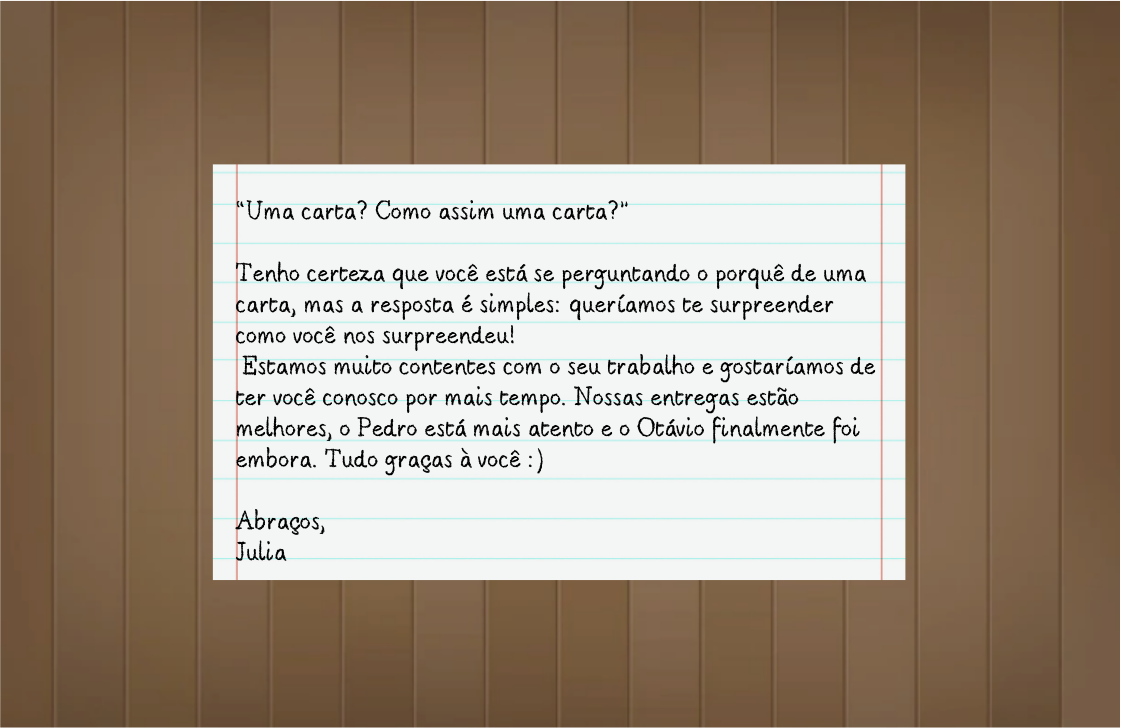 "Uma carta? Como assim uma carta?"
Tenho certeza que você está se perguntando o porquê de uma
carta, mas a resposta é simples: queríamos te surpreender
como você nos surpreendeu!
Estamos muito contentes com o seu trabalho e gostaríamos de
ter você conosco por mais tempo. Nossas entregas estão
melhores, o Pedro está mais atento e o Otávio finalmente foi
embora. Tudo graças à você :)
Abraços,
Julia